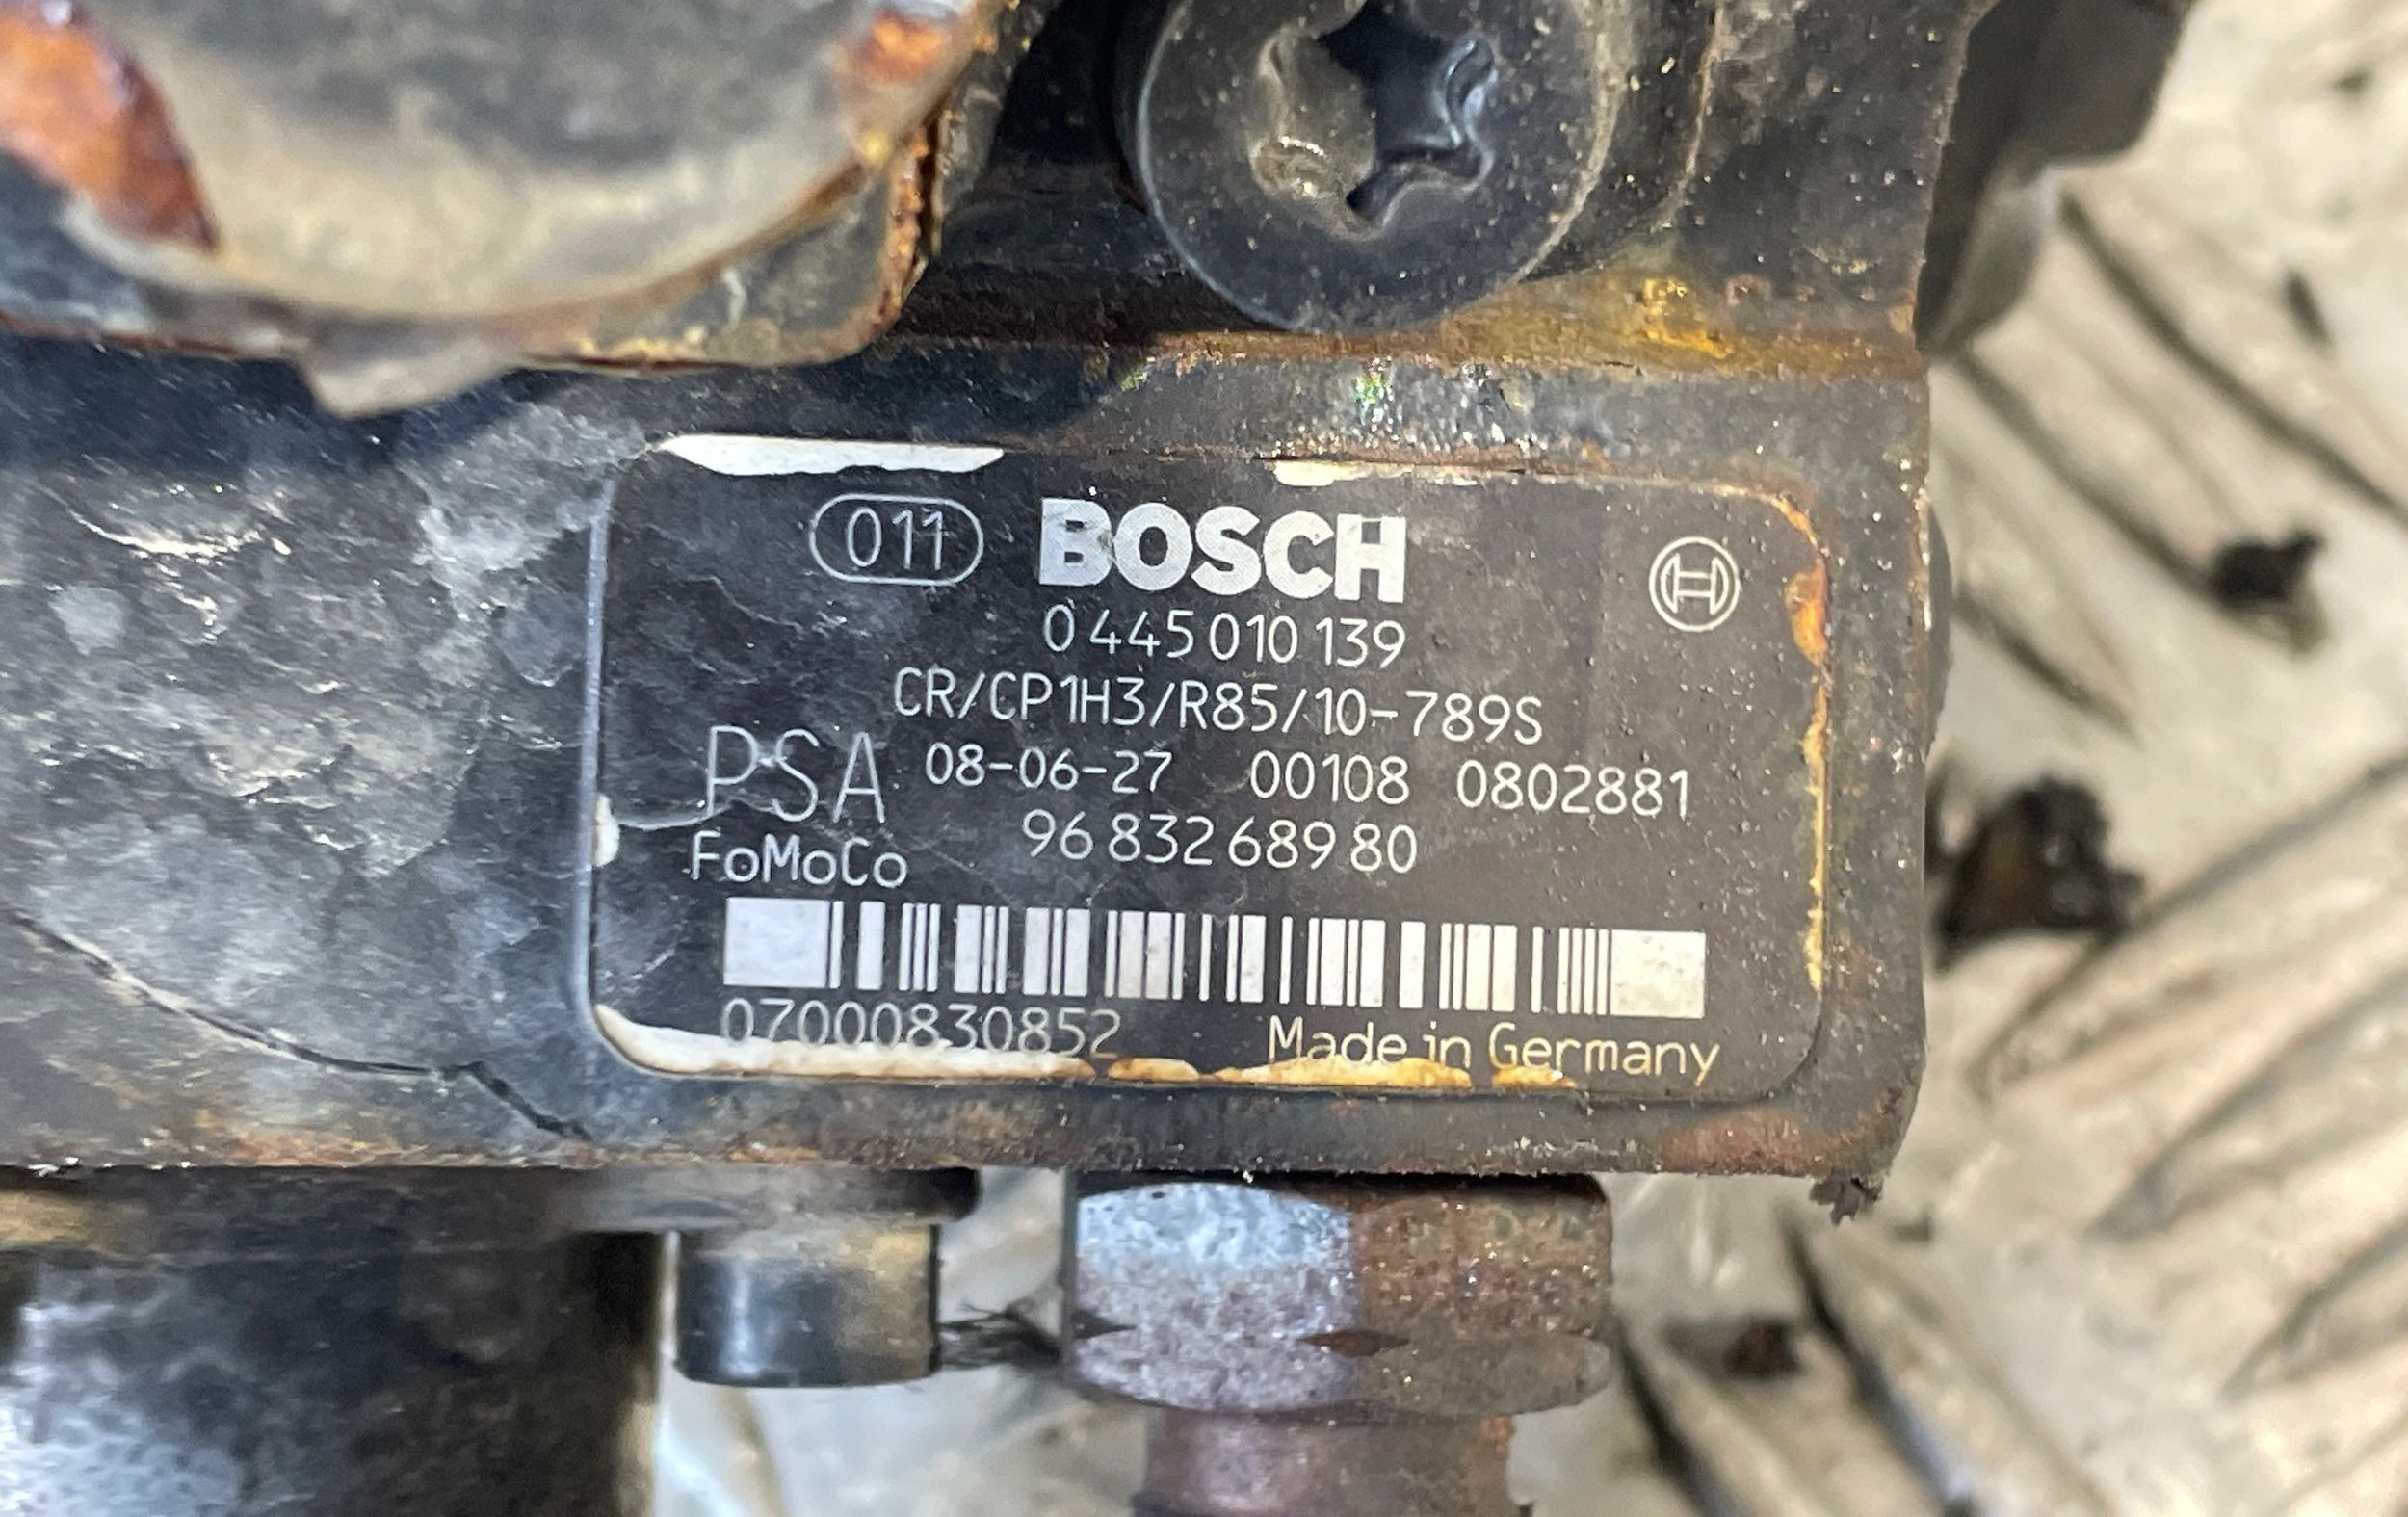 011 BOSCH
0 445 010 139
CR/CP1H3/R85/10-789S
PSA 08-06-27 00108 0802881
FoMoCo 96 832 689 80
07000830852 Made in Germany